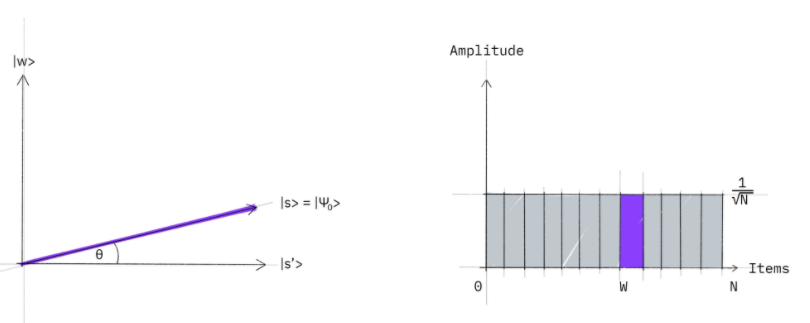 |w>
|s> = |Ψ₀>
θ
|s'>
Amplitude
1
√N
Items
0
W
N